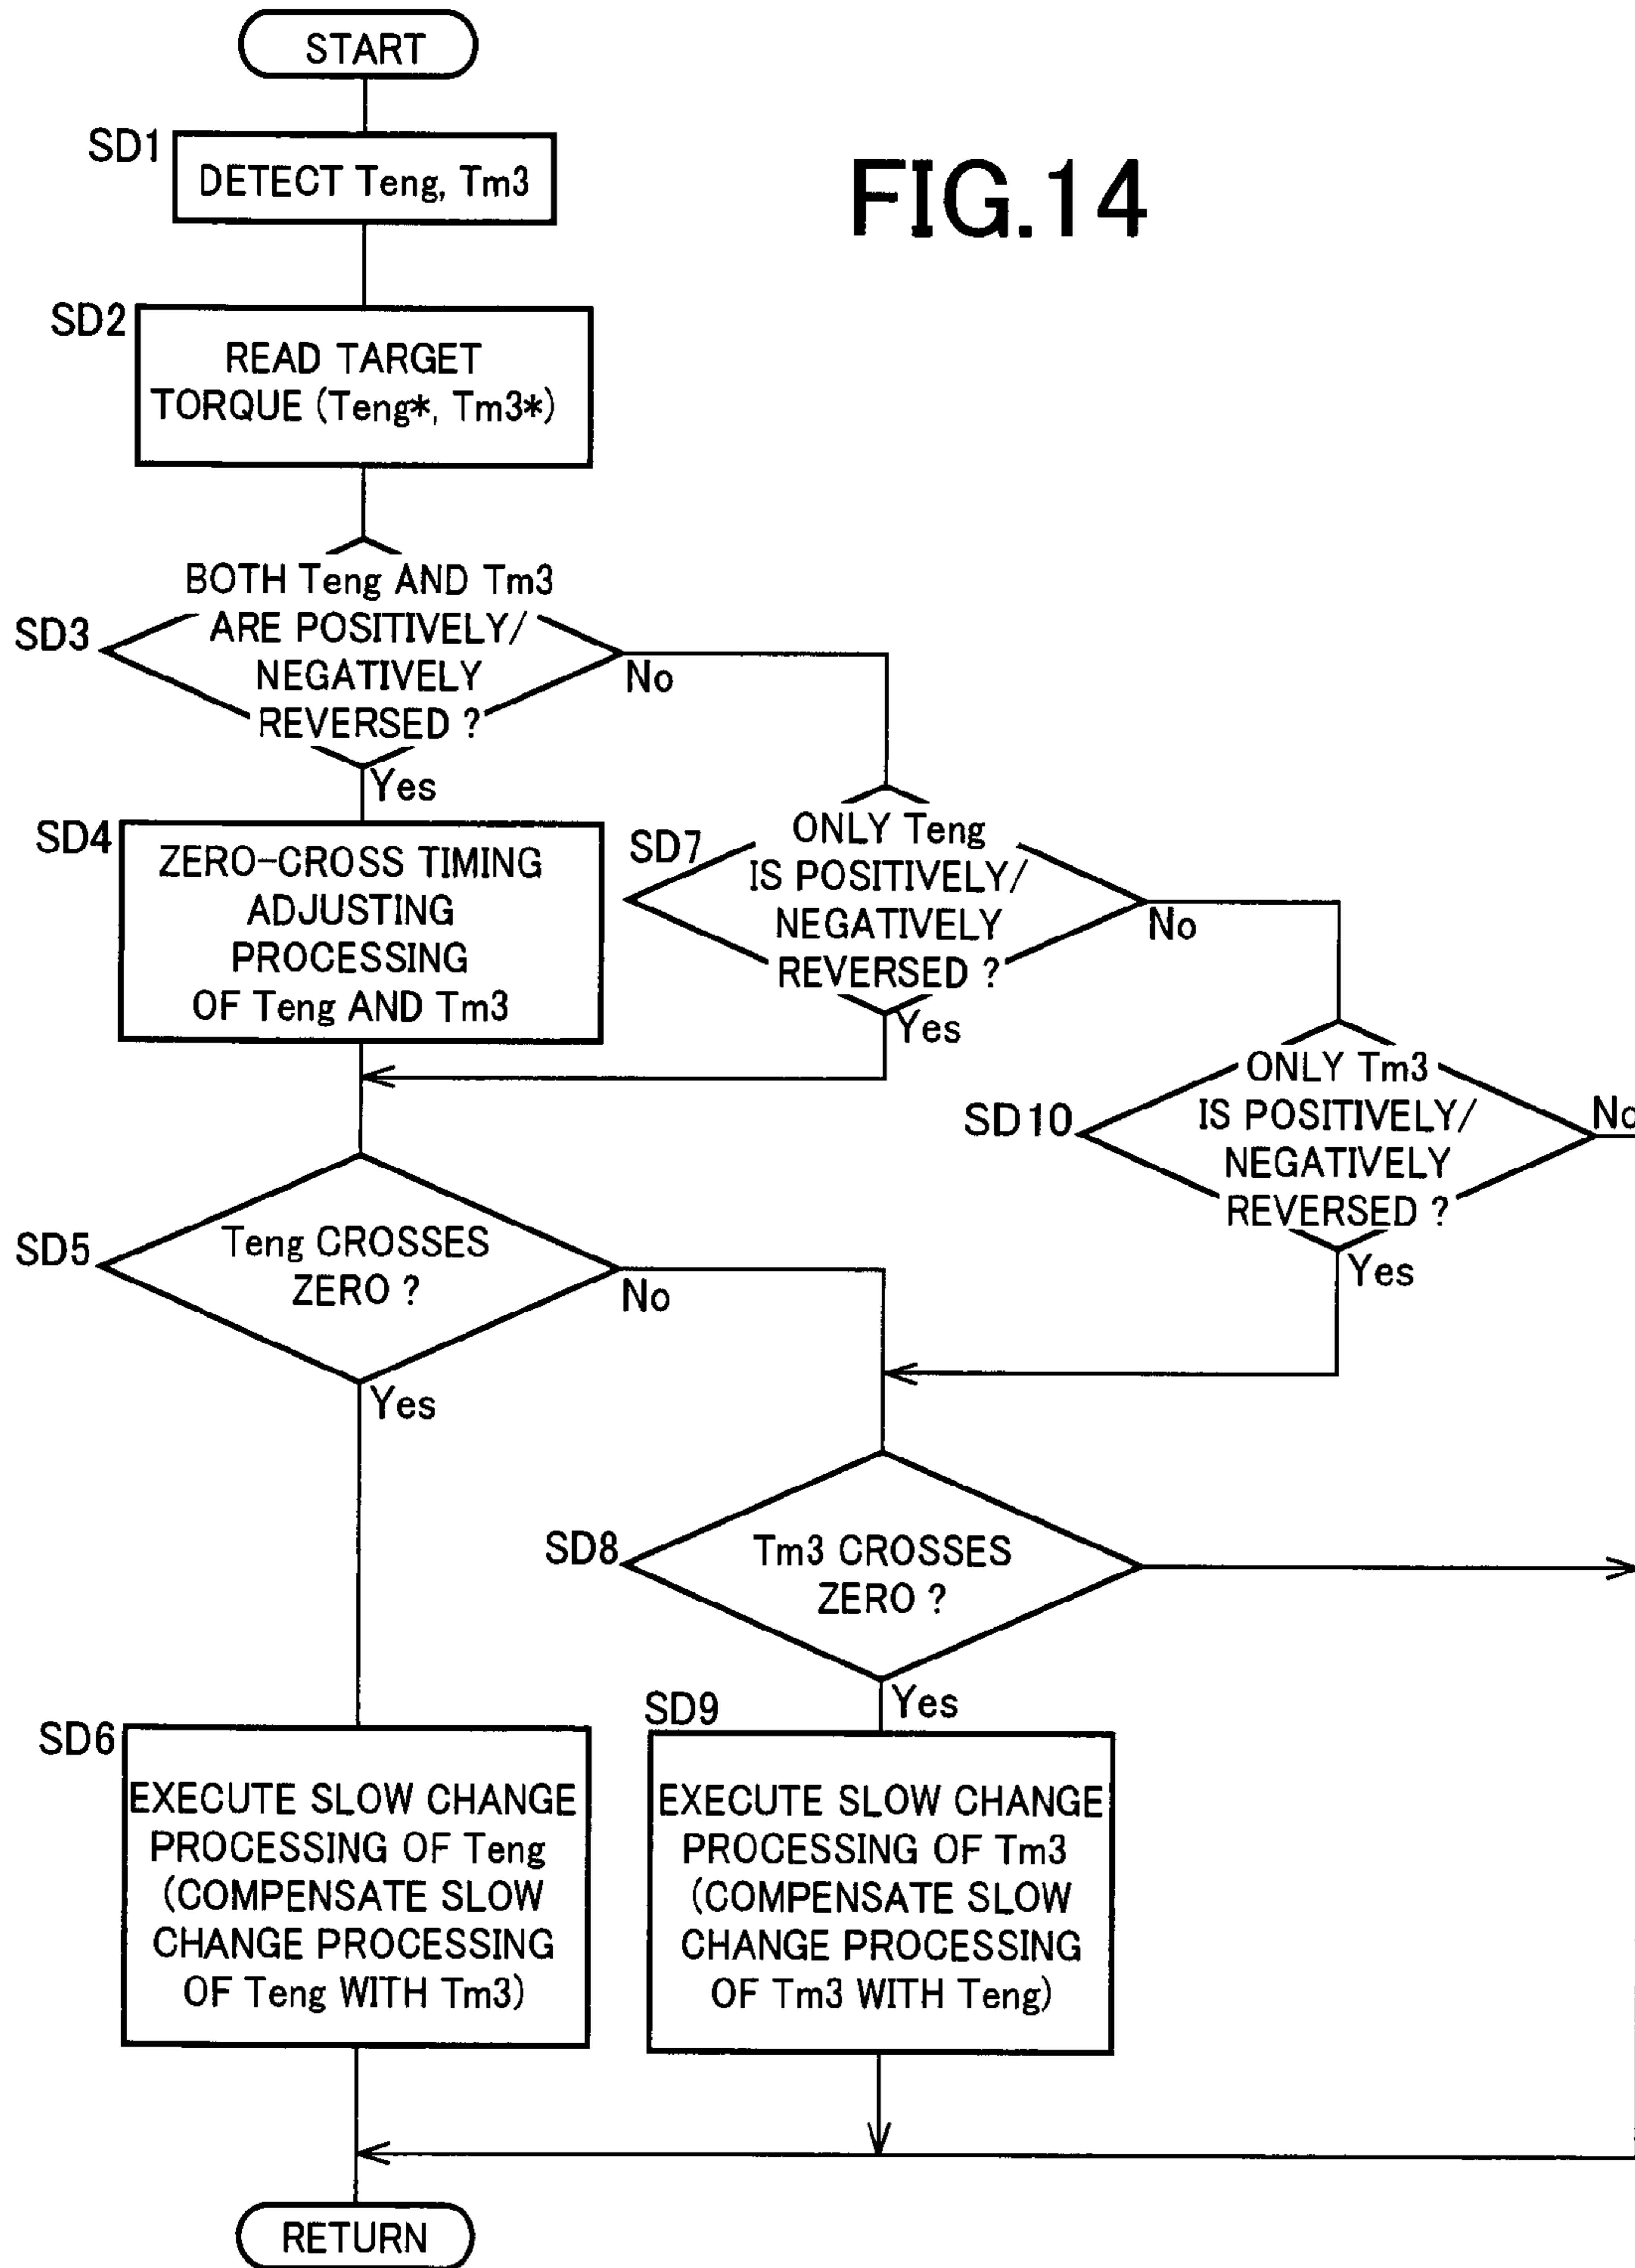 START
FIG.14
SD1
DETECT Teng, Tm3
SD2
READ TARGET
TORQUE (Teng*, Tm3*)
SD3
BOTH Teng AND Tm3
ARE POSITIVELY/
NEGATIVELY
REVERSED ?
No
Yes
SD4
ZERO-CROSS TIMING
ADJUSTING
PROCESSING
OF Teng AND Tm3
SD7
ONLY Teng
IS POSITIVELY/
NEGATIVELY
REVERSED ?
No
Yes
SD10
ONLY Tm3
IS POSITIVELY/
NEGATIVELY
REVERSED ?
No
Yes
SD5
Teng CROSSES
ZERO ?
No
Yes
SD8
Tm3 CROSSES
ZERO ?
Yes
SD6
EXECUTE SLOW CHANGE
PROCESSING OF Teng
(COMPENSATE SLOW
CHANGE PROCESSING
OF Teng WITH Tm3)
SD9
EXECUTE SLOW CHANGE
PROCESSING OF Tm3
(COMPENSATE SLOW
CHANGE PROCESSING
OF Tm3 WITH Teng)
RETURN